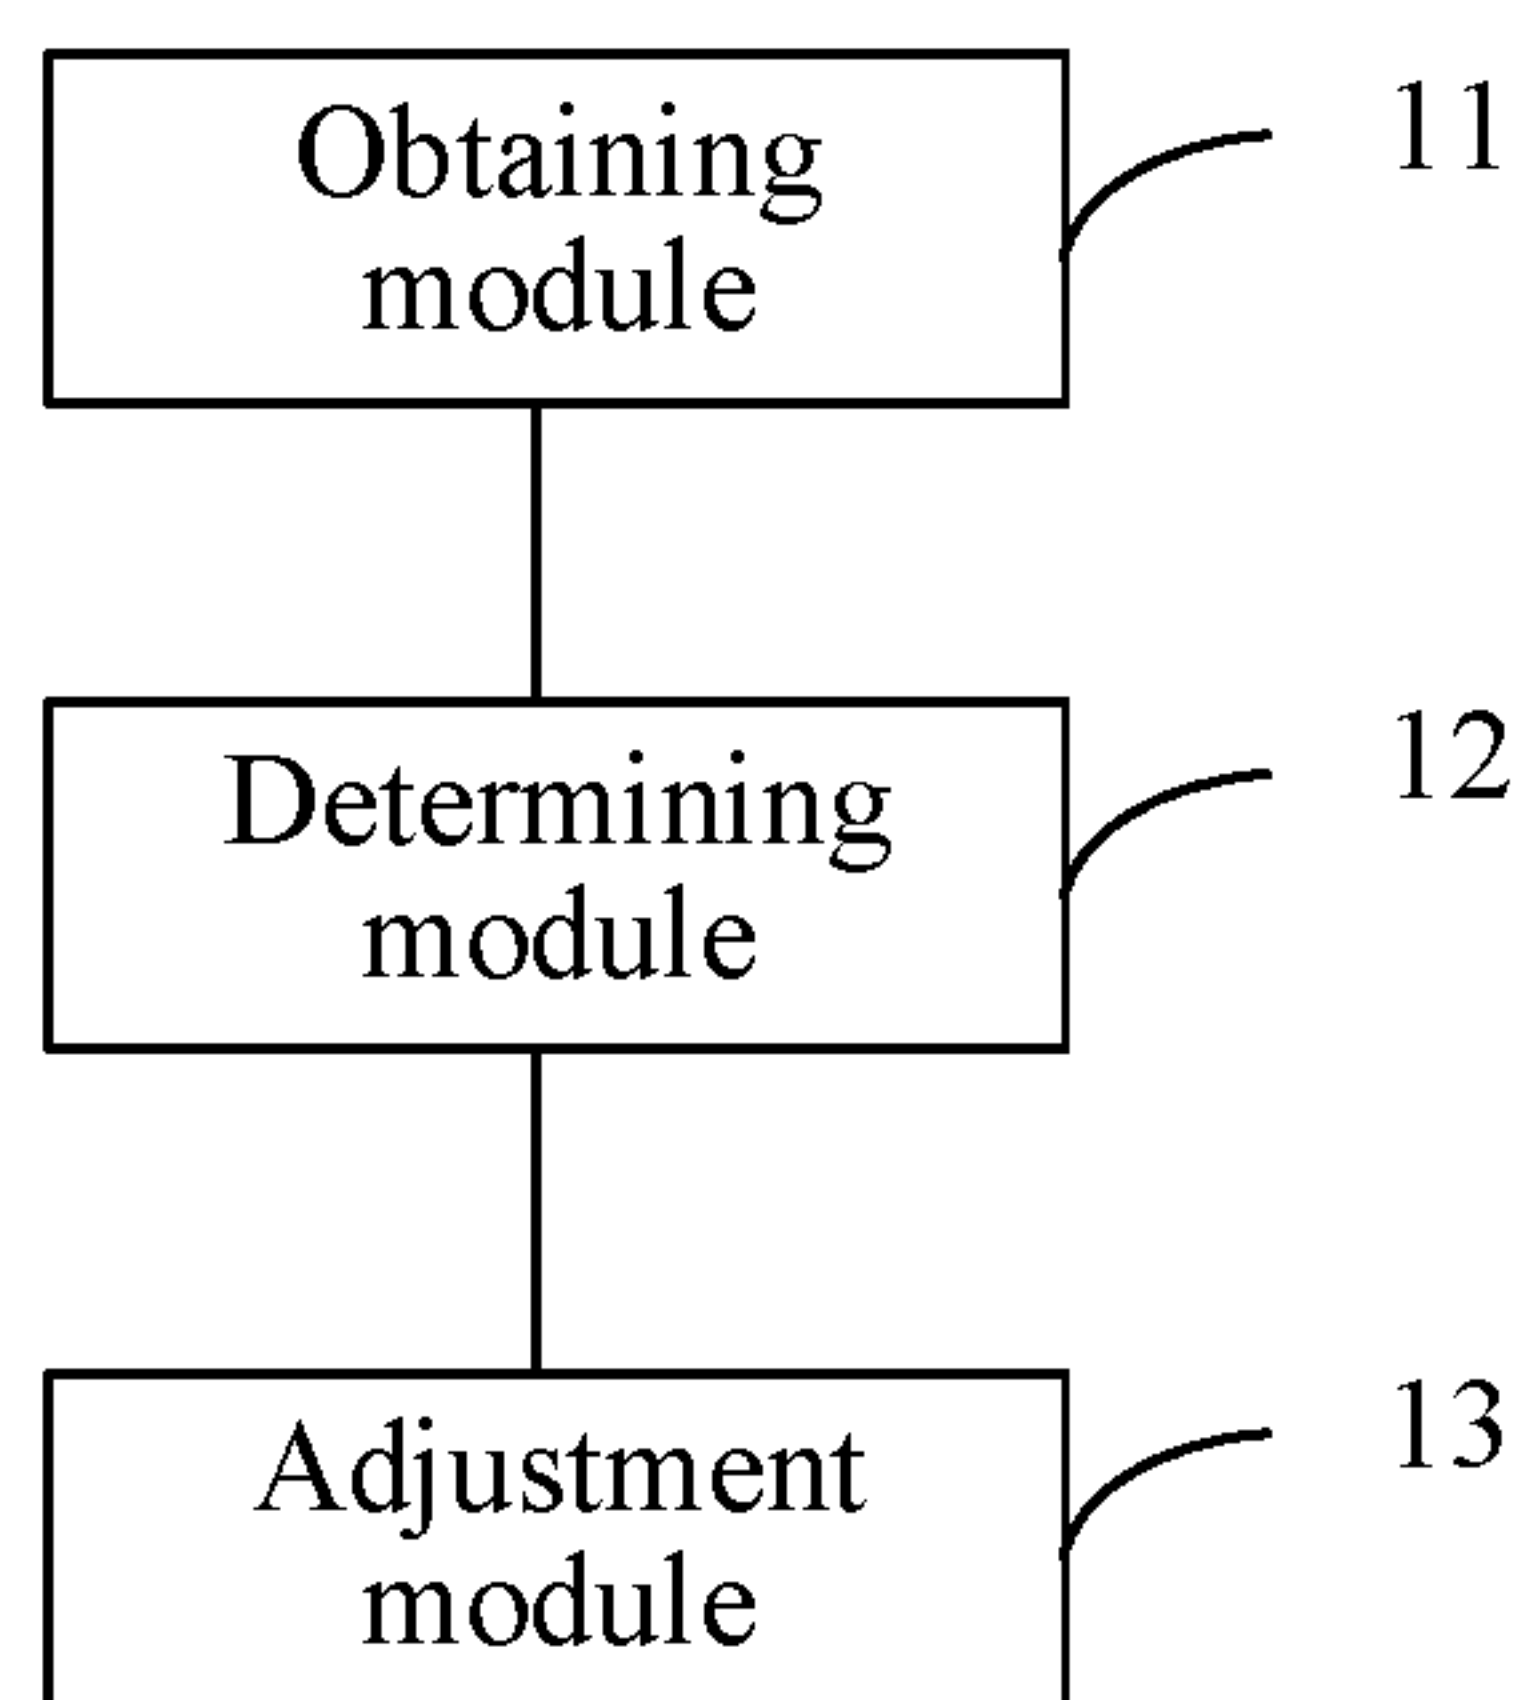 Obtaining
module
11
Determining
module
12
Adjustment
module
13